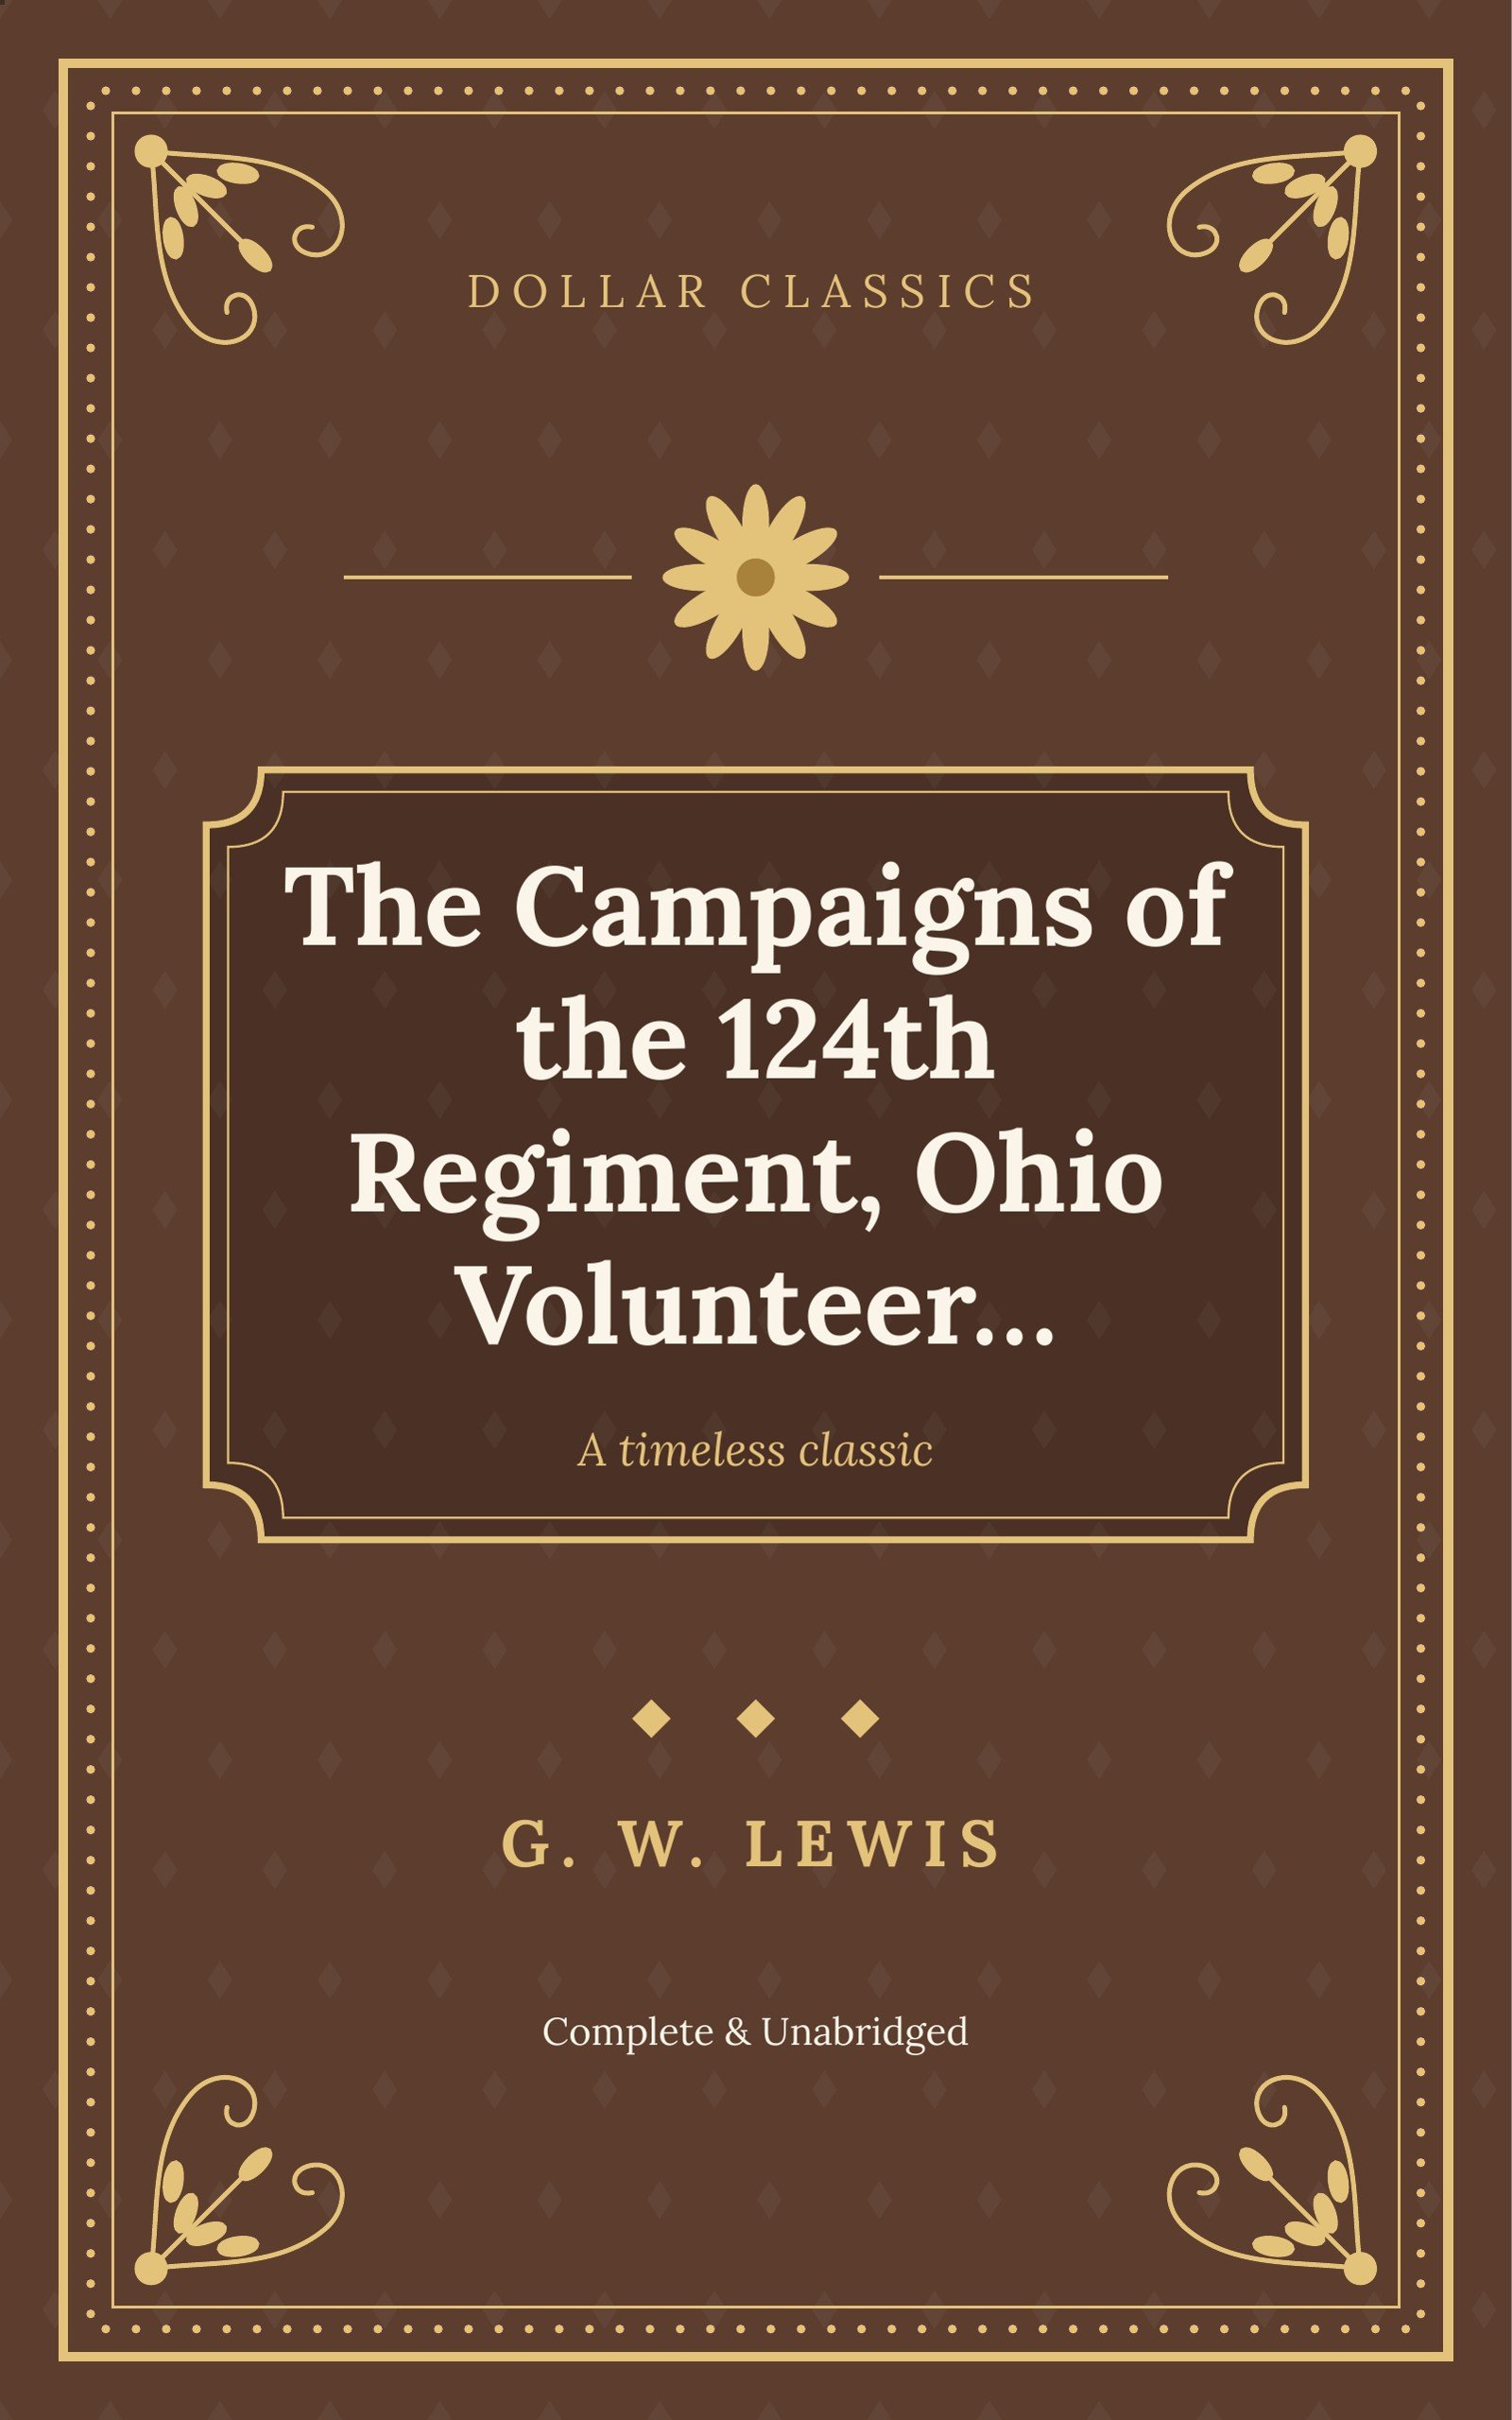 DOLLAR CLASSICS
The Campaigns of
the 124th
Regiment, Ohio
Volunteer...
A timeless classic
G. W. LEWIS
Complete & Unabridged